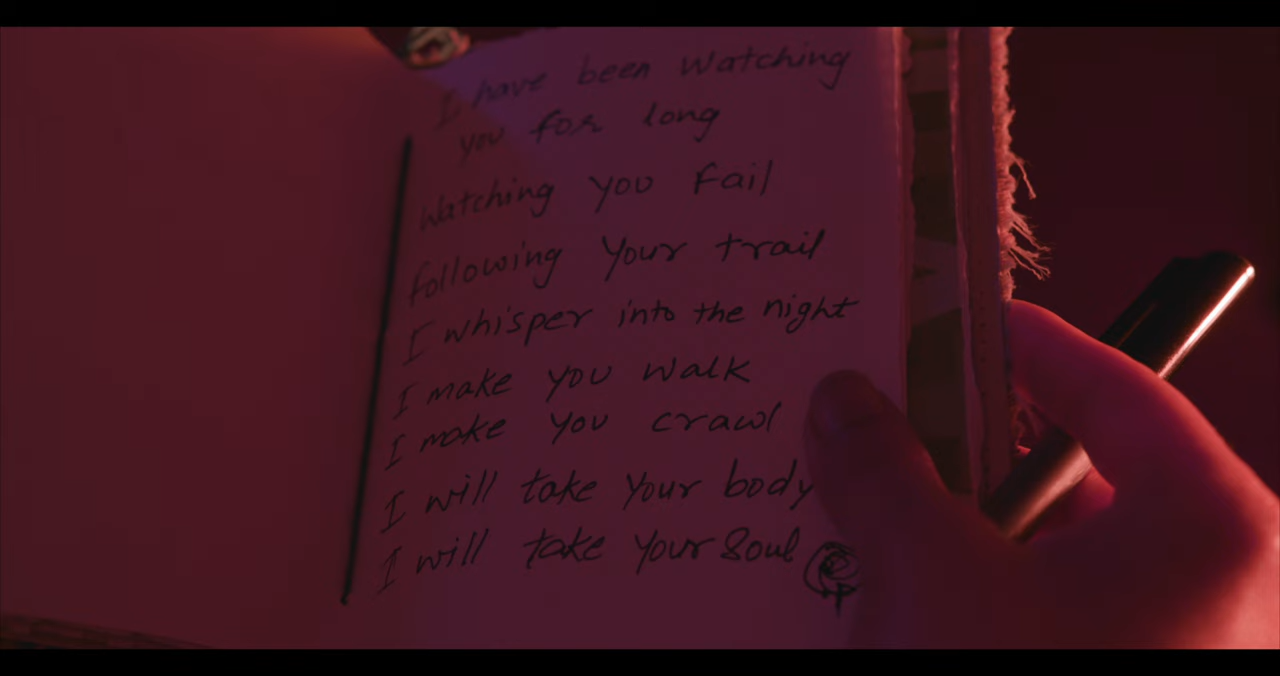 I have been watching
you for long
watching you Fail
following your trail
I whisper into the night
I make you walk
I make you crawl
I will take your body
I will take your soul